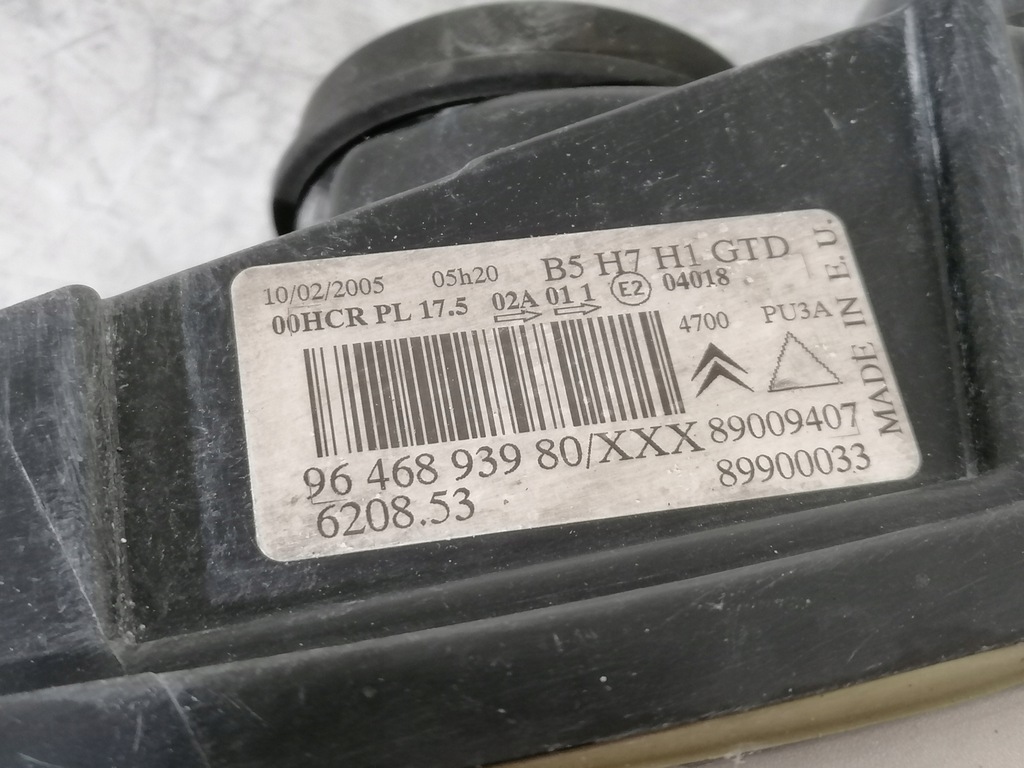 10/02/2005 05h20 B5 H7 H1 GTD
00HCR PL 17.5 02A 01 1 E2 04018
4700 PU3A
96 468 939 80/XXX 89009407
6208.53 89900033
MADE IN E.U.